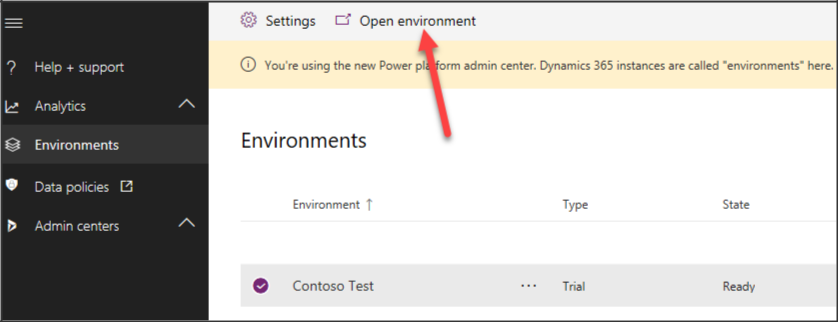 Settings
Open environment
You're using the new Power platform admin center. Dynamics 365 instances are called "environments" here.
Help + support
Analytics
Environments
Data policies
Admin centers
Environments
Environment ↑ Type State
Contoso Test ... Trial Ready